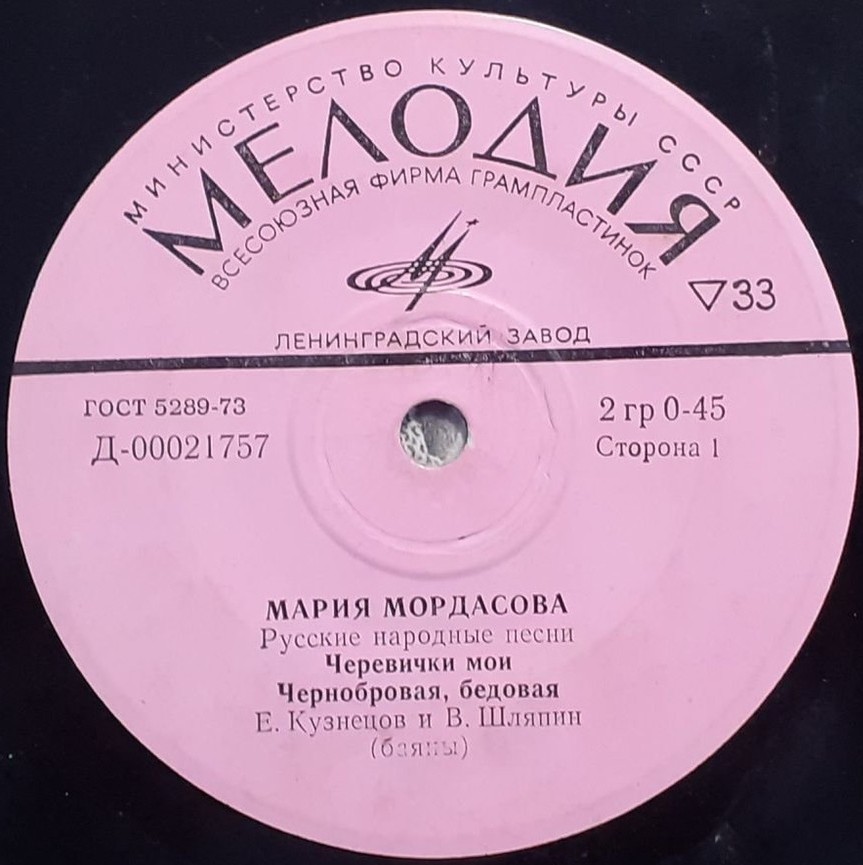 МИНИСТЕРСТВО КУЛЬТУРЫ СССР
МЕЛОДИЯ
ВСЕСОЮЗНАЯ ФИРМА ГРАМПЛАСТИНОК
▽33
ЛЕНИНГРАДСКИЙ ЗАВОД
ГОСТ 5289-73
2 гр 0-45
Д-00021757
Сторона 1
МАРИЯ МОРДАСОВА
Русские народные песни
Черевички мои
Чернобровая, бедовая
Е. Кузнецов и В. Шляпин
(баяны)